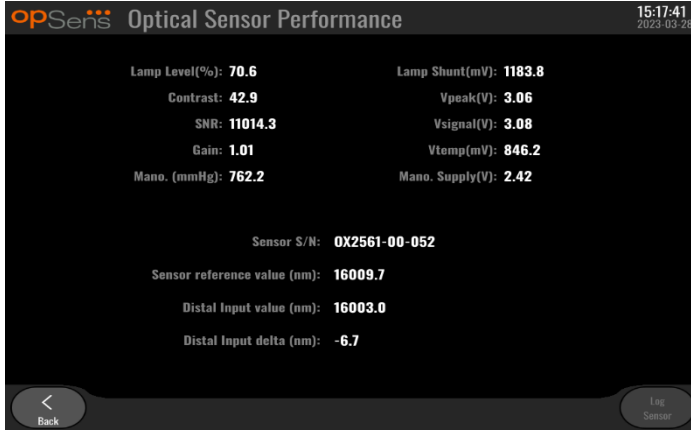 opSens Optical Sensor Performance 15:17:41
2023-03-28
Lamp Level(%): 70.6 Lamp Shunt(mV): 1183.8
Contrast: 42.9 Vpeak(V): 3.06
SNR: 11014.3 Vsignal(V): 3.08
Gain: 1.01 Vtemp(mV): 846.2
Mano. (mmHg): 762.2 Mano. Supply(V): 2.42
Sensor S/N: OX2561-00-052
Sensor reference value (nm): 16009.7
Distal Input value (nm): 16003.0
Distal Input delta (nm): -6.7
Back
Log
Sensor